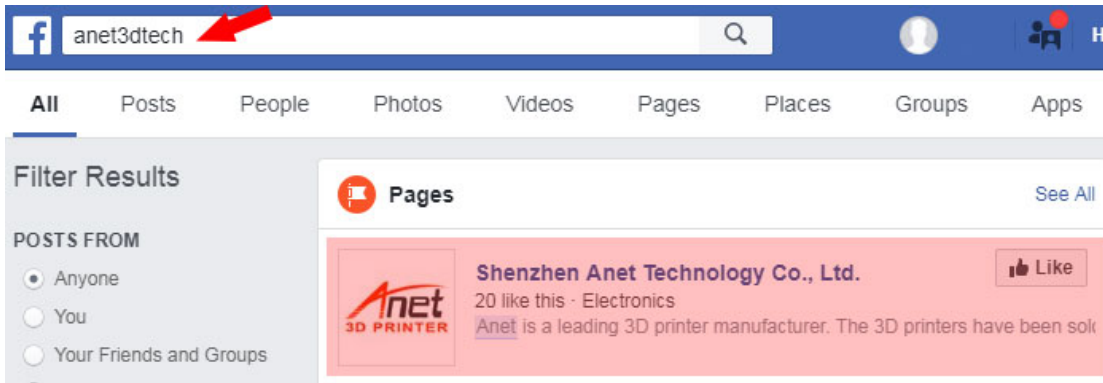 f anet3dtech H
All Posts People Photos Videos Pages Places Groups Apps
Filter Results
Pages See All
POSTS FROM
Anyone
You
Your Friends and Groups
Anet
3D PRINTER
Shenzhen Anet Technology Co., Ltd.
Like
20 like this · Electronics
Anet is a leading 3D printer manufacturer. The 3D printers have been